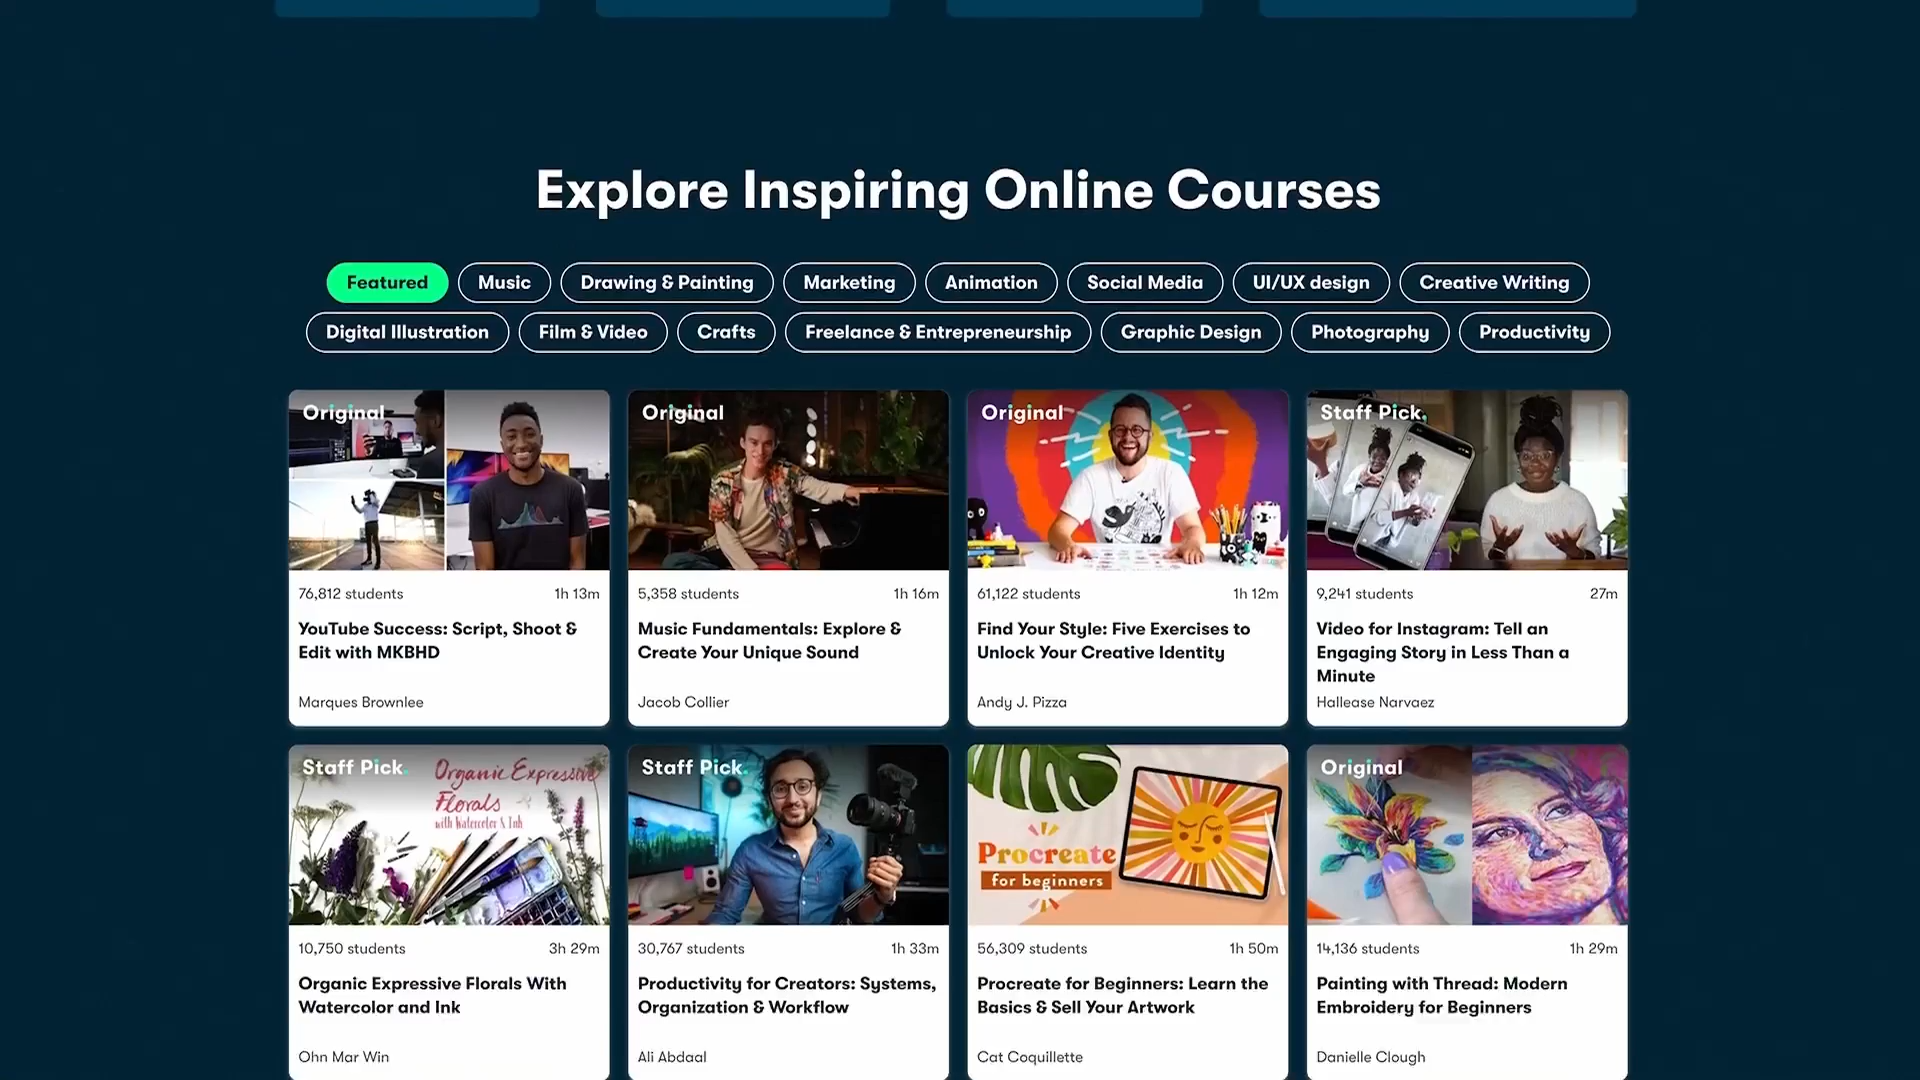 Explore Inspiring Online Courses
Featured
Music
Drawing & Painting
Marketing
Animation
Social Media
UI/UX design
Creative Writing
Digital Illustration
Film & Video
Crafts
Freelance & Entrepreneurship
Graphic Design
Photography
Productivity
Original
76,812 students
1h 13m
YouTube Success: Script, Shoot &
Edit with MKBHD
Marques Brownlee
Original
5,358 students
1h 16m
Music Fundamentals: Explore &
Create Your Unique Sound
Jacob Collier
Original
61,122 students
1h 12m
Find Your Style: Five Exercises to
Unlock Your Creative Identity
Andy J. Pizza
Staff Pick.
9,241 students
27m
Video for Instagram: Tell an
Engaging Story in Less Than a
Minute
Hallease Narvaez
Staff Pick.
Organic Expressive
Florals
with Watercolor & Ink
10,750 students
3h 29m
Organic Expressive Florals With
Watercolor and Ink
Ohn Mar Win
Staff Pick.
30,767 students
1h 33m
Productivity for Creators: Systems,
Organization & Workflow
Ali Abdaal
Procreate
for beginners
56,309 students
1h 50m
Procreate for Beginners: Learn the
Basics & Sell Your Artwork
Cat Coquillette
Original
14,136 students
1h 29m
Painting with Thread: Modern
Embroidery for Beginners
Danielle Clough